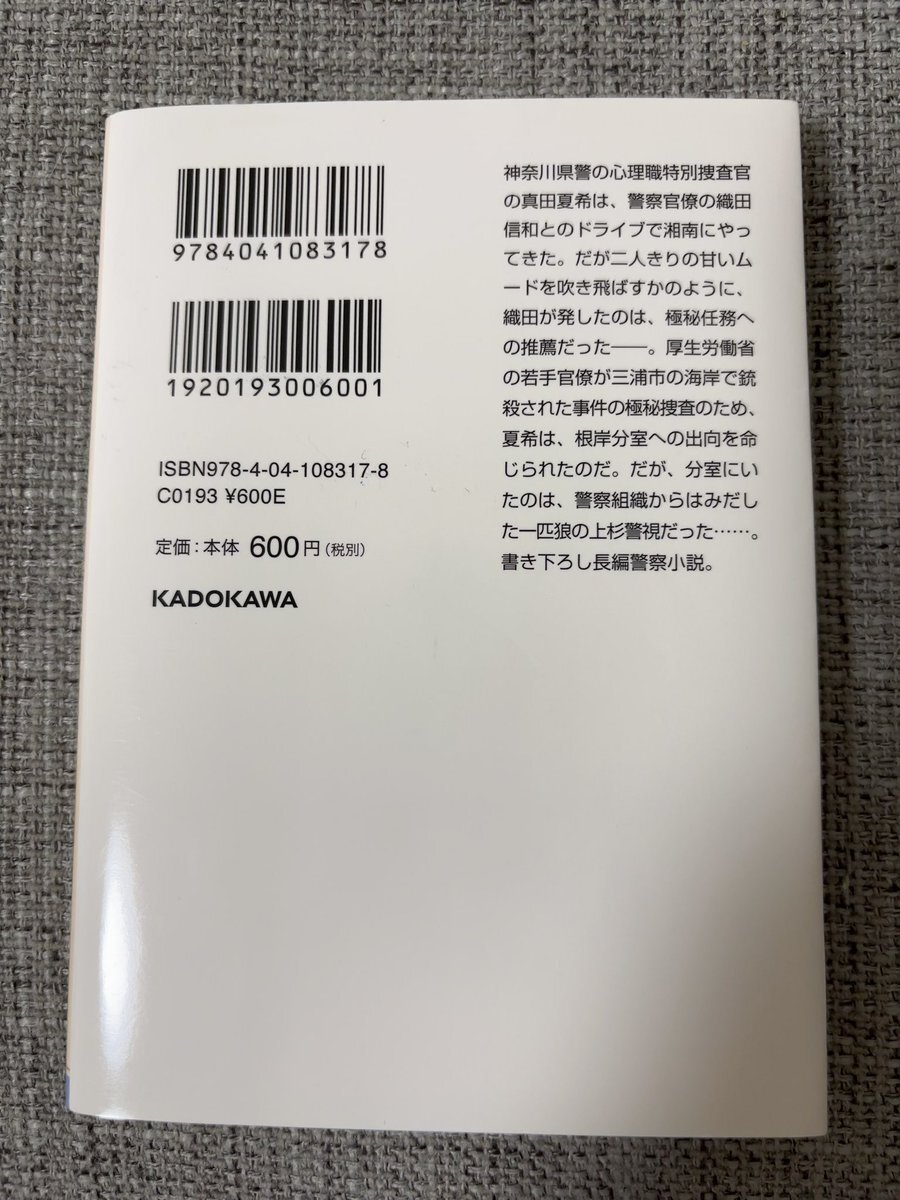 9784041083178
1920193006001
ISBN978-4-04-108317-8
C0193 ¥600E
定価：本体 600円（税別）
KADOKAWA
神奈川県警の心理職特別捜査官
の真田夏希は、警察官僚の織田
信和とのドライブで湘南にやっ
てきた。だが二人きりの甘いム
ードを吹き飛ばすかのように、
織田が発したのは、極秘任務へ
の推薦だった――。厚生労働省
の若手官僚が三浦市の海岸で銃
殺された事件の極秘捜査のため、
夏希は、根岸分室への出向を命
じられたのだ。だが、分室にい
たのは、警察組織からはみだし
た一匹狼の上杉警視だった……。
書き下ろし長編警察小説。